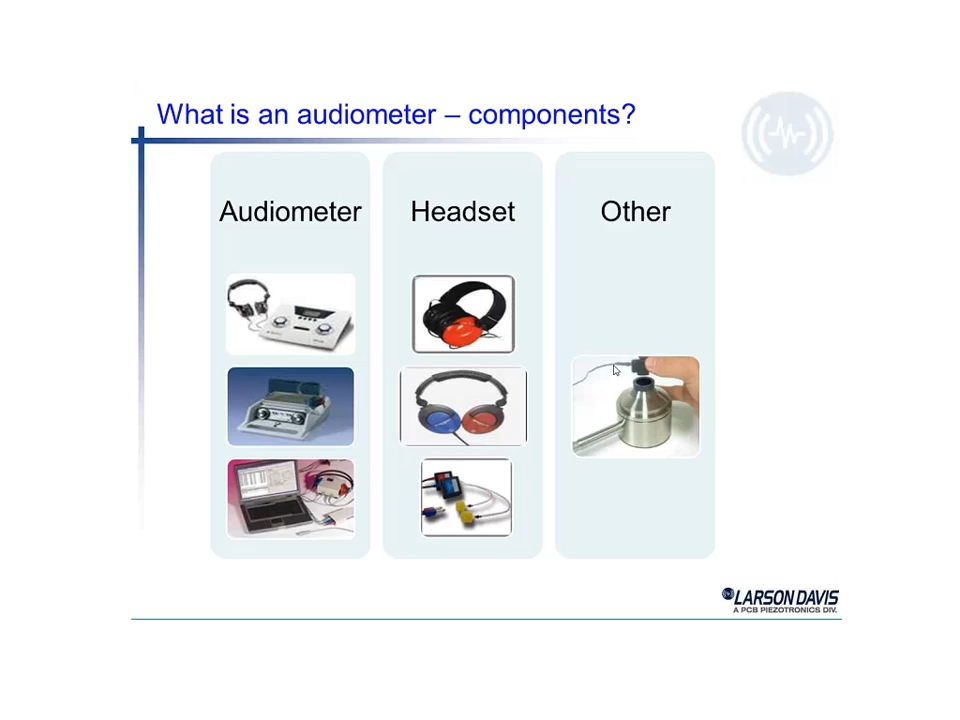 What is an audiometer – components?
Audiometer
Headset
Other
LARSON DAVIS
A PCB PIEZOTRONICS DIV.